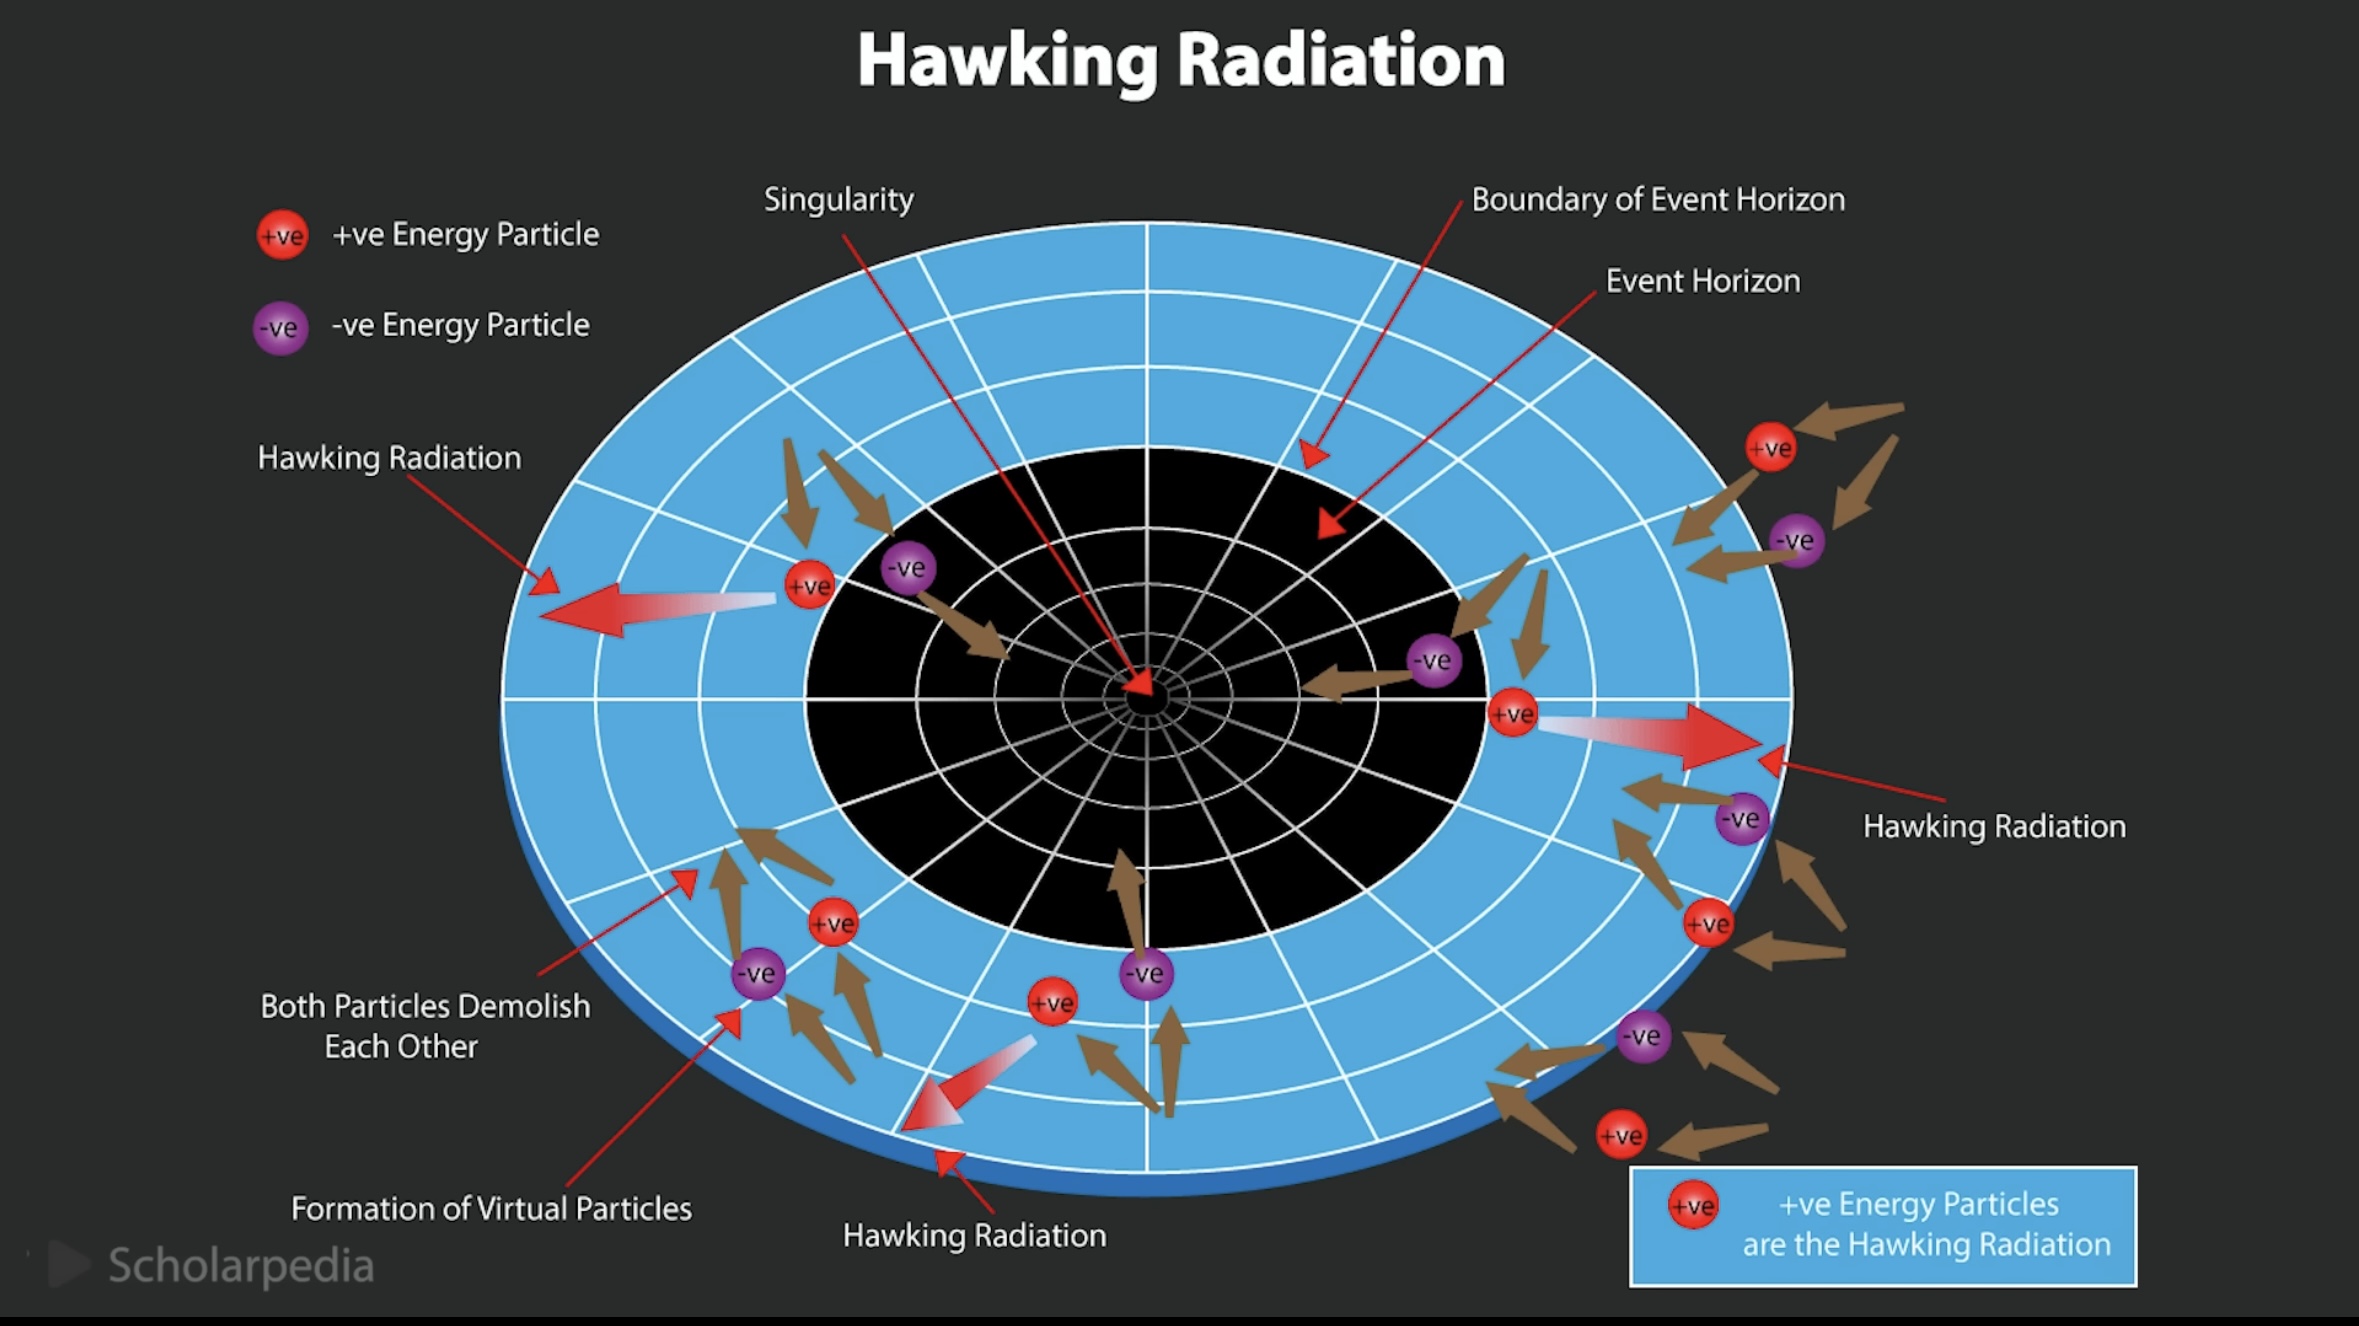 Hawking Radiation
Singularity
Boundary of Event Horizon
+ve
+ve Energy Particle
Event Horizon
-ve
-ve Energy Particle
Hawking Radiation
+ve
-ve
-ve
+ve
+ve
-ve
-ve
+ve
Hawking Radiation
-ve
+ve
+ve
-ve
-ve
+ve
Both Particles Demolish
Each Other
-ve
+ve
Formation of Virtual Particles
Hawking Radiation
+ve
+ve Energy Particles
are the Hawking Radiation
Scholarpedia